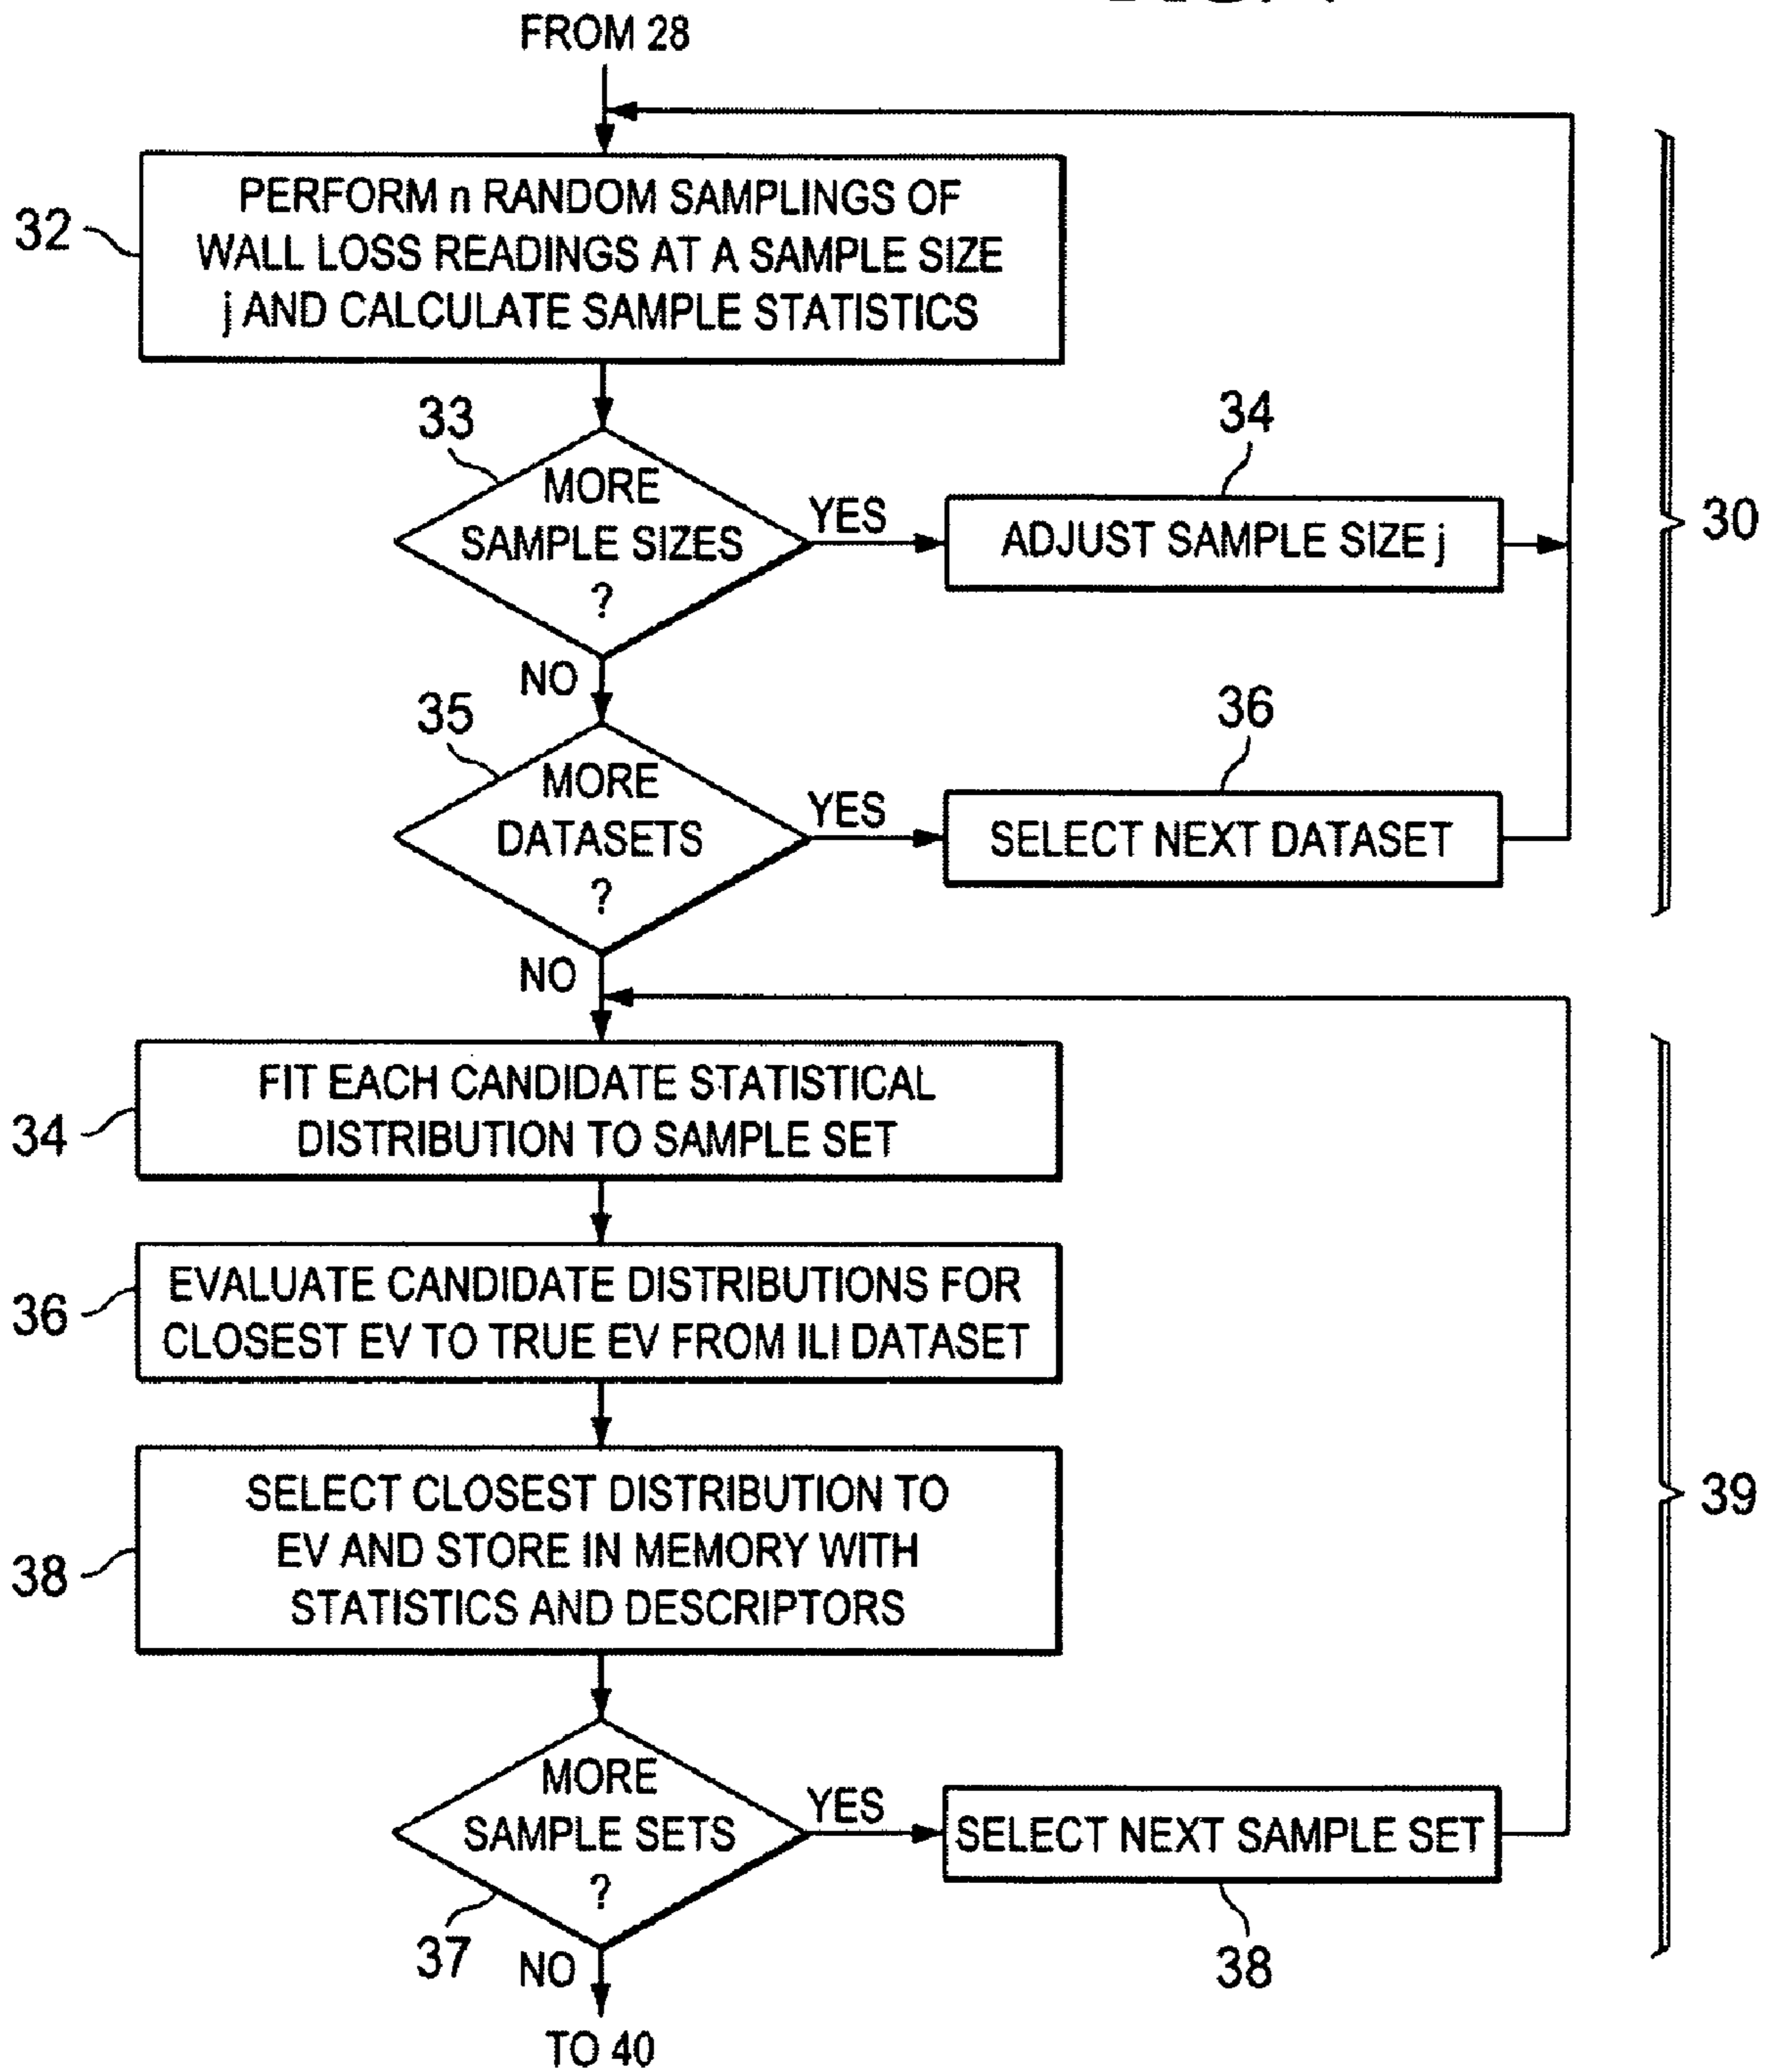 FROM 28
32
PERFORM n RANDOM SAMPLINGS OF
WALL LOSS READINGS AT A SAMPLE SIZE
j AND CALCULATE SAMPLE STATISTICS
33
MORE
SAMPLE SIZES
?
YES
34
ADJUST SAMPLE SIZE j
30
NO
35
MORE
DATASETS
?
YES
36
SELECT NEXT DATASET
NO
34
FIT EACH CANDIDATE STATISTICAL
DISTRIBUTION TO SAMPLE SET
36
EVALUATE CANDIDATE DISTRIBUTIONS FOR
CLOSEST EV TO TRUE EV FROM ILI DATASET
38
SELECT CLOSEST DISTRIBUTION TO
EV AND STORE IN MEMORY WITH
STATISTICS AND DESCRIPTORS
39
MORE
SAMPLE SETS
?
37
YES
SELECT NEXT SAMPLE SET
38
NO
TO 40